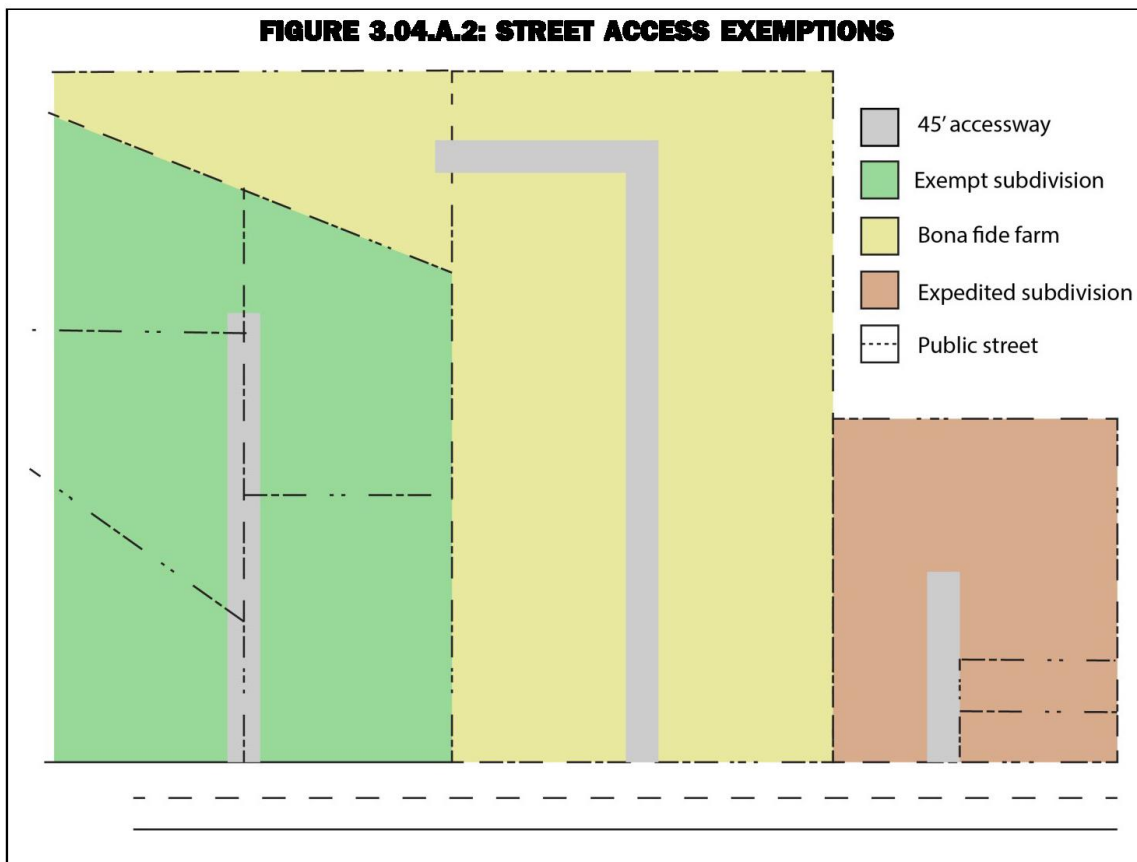 FIGURE 3.04.A.2: STREET ACCESS EXEMPTIONS
45' accessway
Exempt subdivision
Bona fide farm
Expedited subdivision
Public street